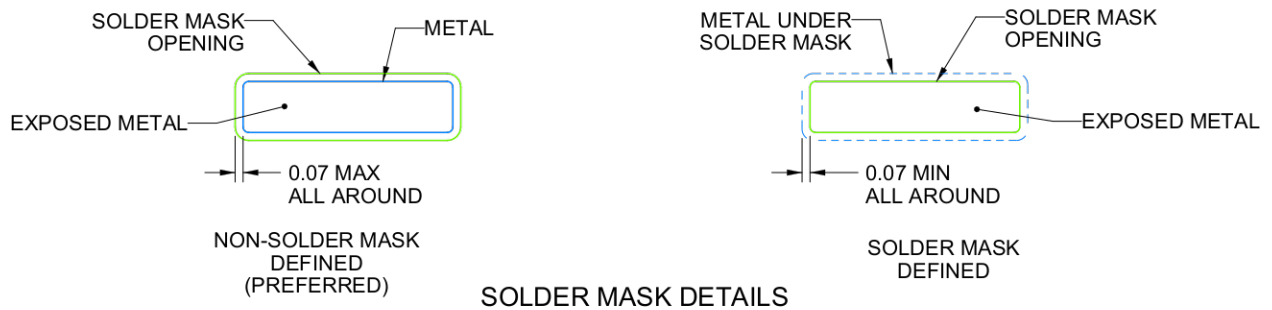 SOLDER MASK
OPENING
METAL
EXPOSED METAL
0.07 MAX
ALL AROUND
NON-SOLDER MASK
DEFINED
(PREFERRED)
METAL UNDER
SOLDER MASK
SOLDER MASK
OPENING
EXPOSED METAL
0.07 MIN
ALL AROUND
SOLDER MASK
DEFINED
SOLDER MASK DETAILS